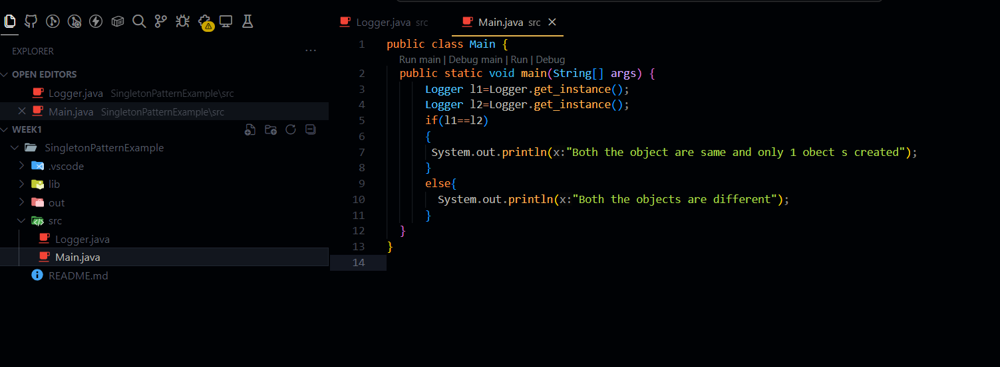 Logger.java src
Main.java src
EXPLORER
OPEN EDITORS
Logger.java SingletonPatternExample\src
Main.java SingletonPatternExample\src
WEEK1
SingletonPatternExample
.vscode
lib
out
src
Logger.java
Main.java
README.md
1 public class Main {
Run main | Debug main | Run | Debug
2 public static void main(String[] args) {
3 Logger l1=Logger.get_instance();
4 Logger l2=Logger.get_instance();
5 if(l1==l2)
6 {
7 System.out.println(x:"Both the object are same and only 1 obect s created");
8 }
9 else{
10 System.out.println(x:"Both the objects are different");
11 }
12 }
13 }
14